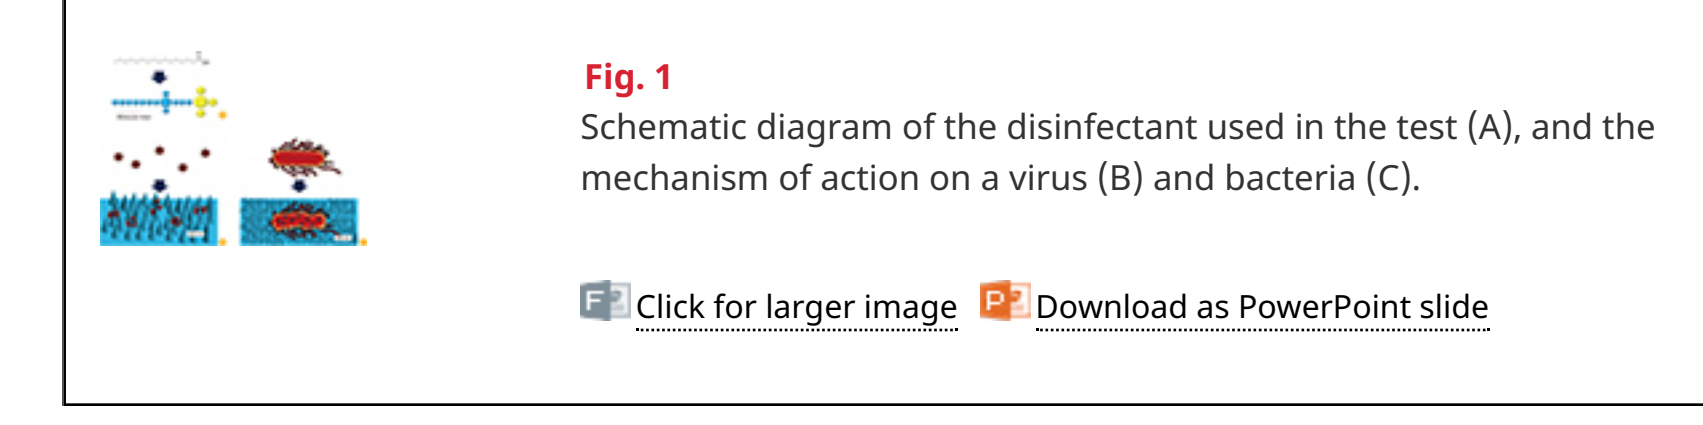 Fig. 1
Schematic diagram of the disinfectant used in the test (A), and the
mechanism of action on a virus (B) and bacteria (C).
Click for larger image Download as PowerPoint slide